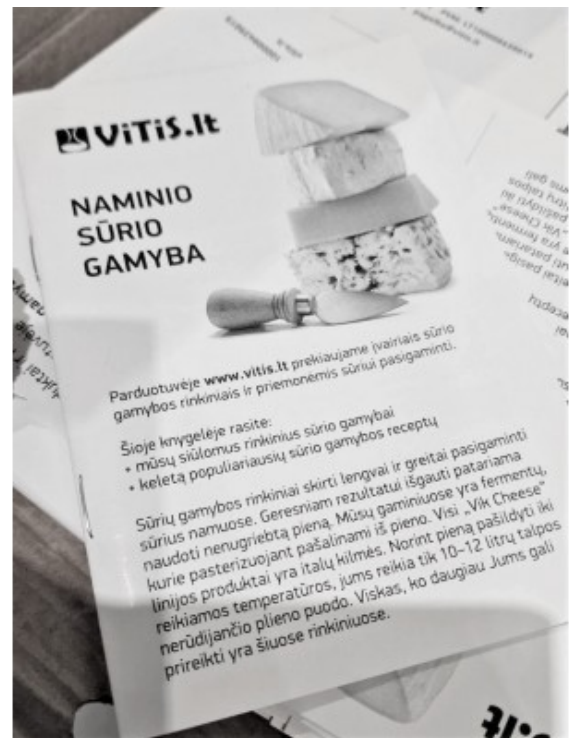 ViTiS.lt
NAMINIO
SŪRIO
GAMYBA
Parduotuvėje www.vitis.lt prekiaujame įvairiais sūrio
gamybos rinkiniais ir priemonėmis sūriui pasigaminti.
Šioje knygelėje rasite:
• mūsų siūlomus rinkinius sūrio gamybai
• keletą populiariausių sūrio gamybos receptų
Sūrių gamybos rinkiniai skirti lengvai ir greitai pasigaminti
sūrius namuose. Geresniam rezultatui išgauti patariama
naudoti nenugriebtą pieną. Mūsų gaminiuose yra fermentų,
kurie pasterizuojant pašalinami iš pieno. Visi „Vik Cheese“
linijos produktai yra italų kilmės. Norint pieną pašildyti iki
reikiamos temperatūros, jums reikia tik 10–12 litrų talpos
nerūdijančio plieno puodo. Viskas, ko daugiau Jums gali
prireikti yra šiuose rinkiniuose.